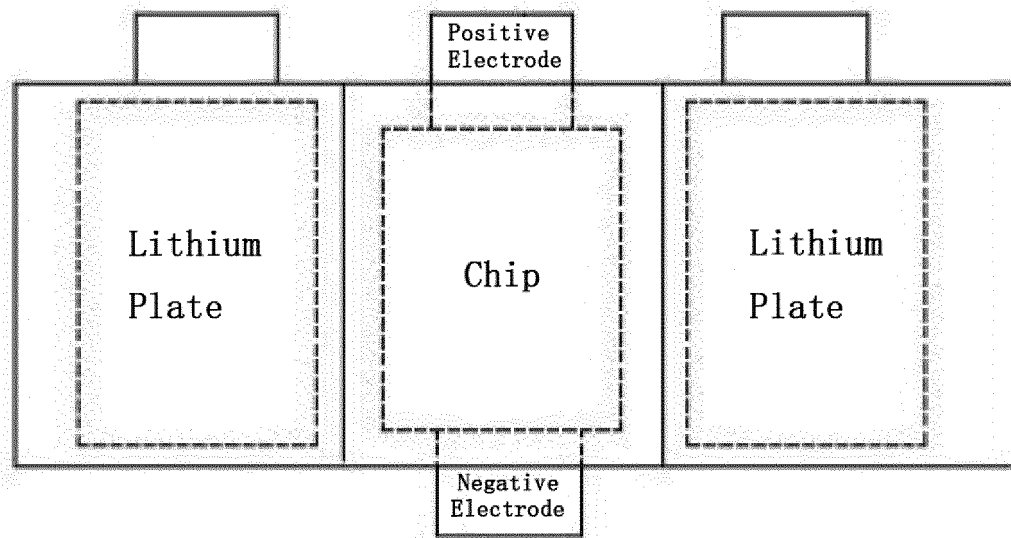 Positive
Electrode
Lithium
Plate
Chip
Lithium
Plate
Negative
Electrode